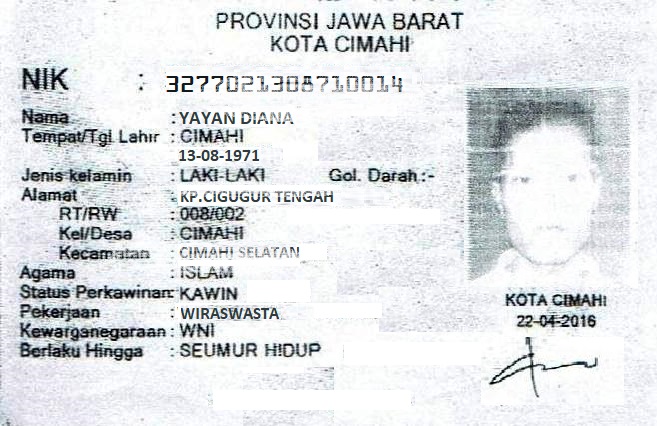 PROVINSI JAWA BARAT
KOTA CIMAHI
NIK : 3277021308710014
Nama : YAYAN DIANA
Tempat/Tgl Lahir : CIMAHI
13-08-1971
Jenis kelamin : LAKI-LAKI Gol. Darah :-
Alamat : KP.CIGUGUR TENGAH
RT/RW : 008/002
Kel/Desa : CIMAHI
Kecamatan : CIMAHI SELATAN
Agama : ISLAM
Status Perkawinan: KAWIN
Pekerjaan : WIRASWASTA
Kewarganegaraan : WNI
Berlaku Hingga : SEUMUR HIDUP
KOTA CIMAHI
22-04-2016